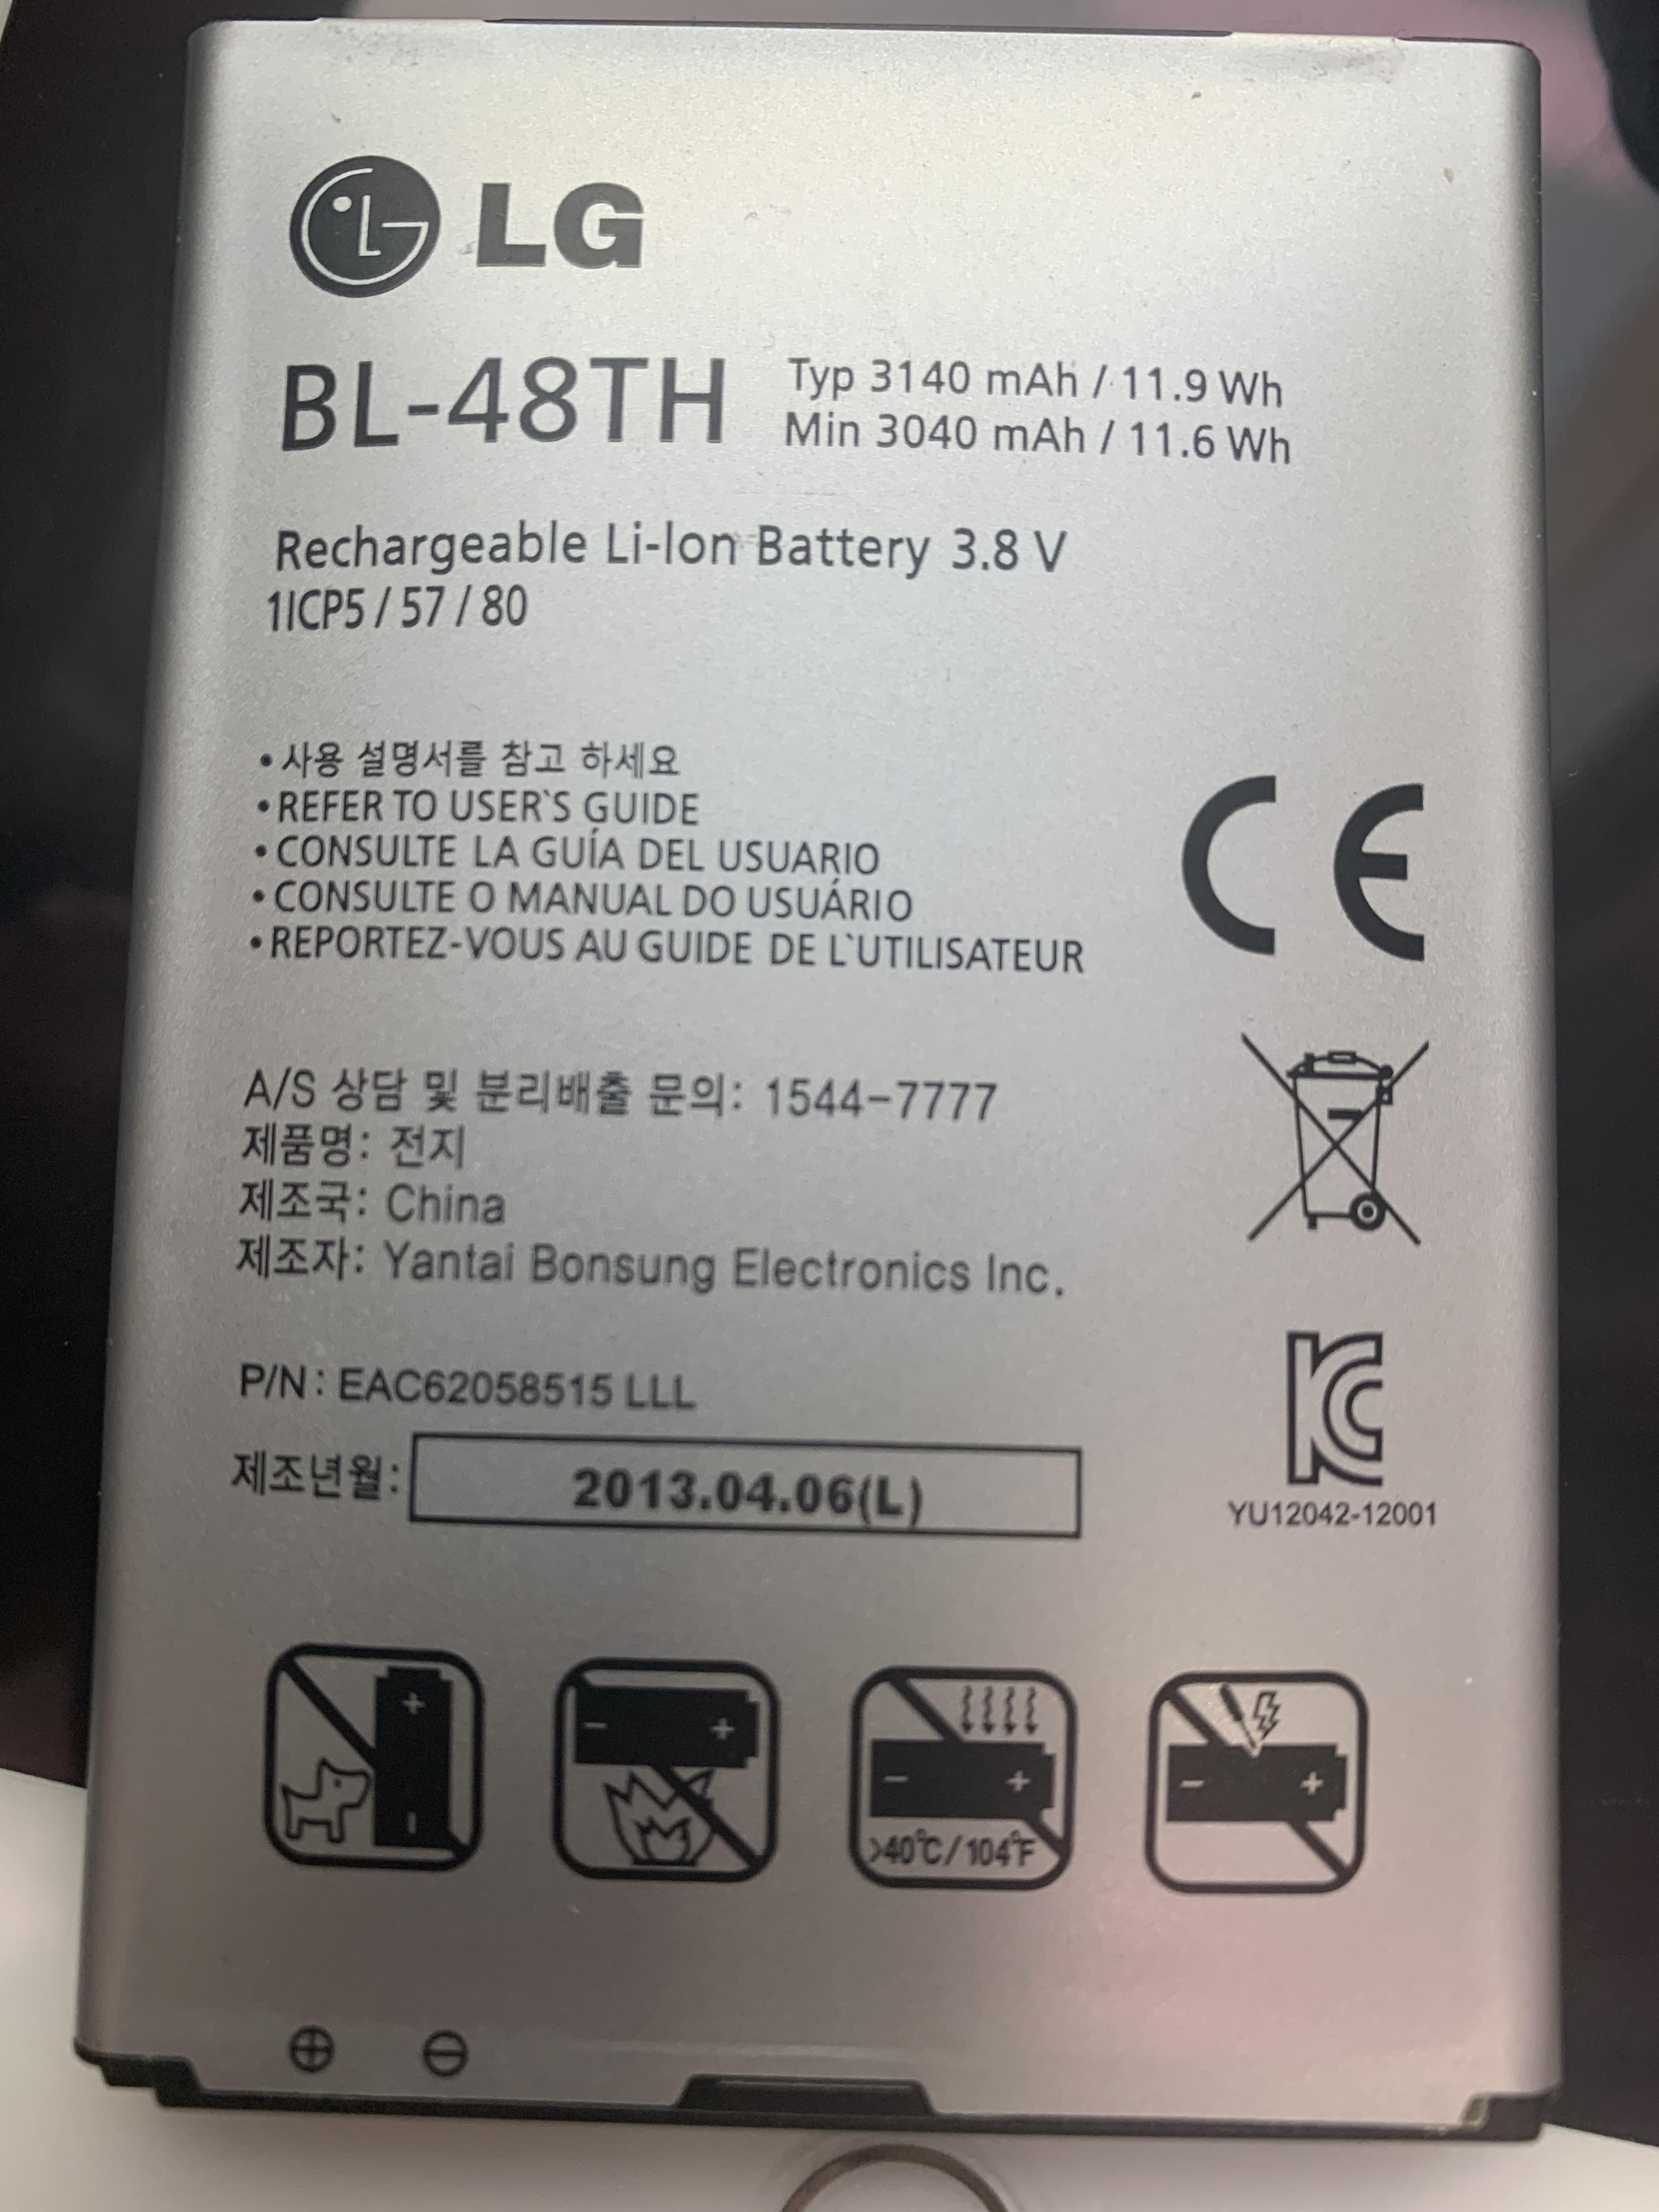 LG
BL-48TH
Typ 3140 mAh / 11.9 Wh
Min 3040 mAh / 11.6 Wh
Rechargeable Li-Ion Battery 3.8 V
1ICP5 / 57 / 80
•사용 설명서를 참고 하세요
•REFER TO USER`S GUIDE
•CONSULTE LA GUÍA DEL USUARIO
•CONSULTE O MANUAL DO USUÁRIO
•REPORTEZ-VOUS AU GUIDE DE L`UTILISATEUR
CE
A/S 상담 및 분리배출 문의: 1544-7777
제품명: 전지
제조국: China
제조자: Yantai Bonsung Electronics Inc.
P/N: EAC62058515 LLL
제조년월: 2013.04.06(L)
YU12042-12001
>40℃/104℉